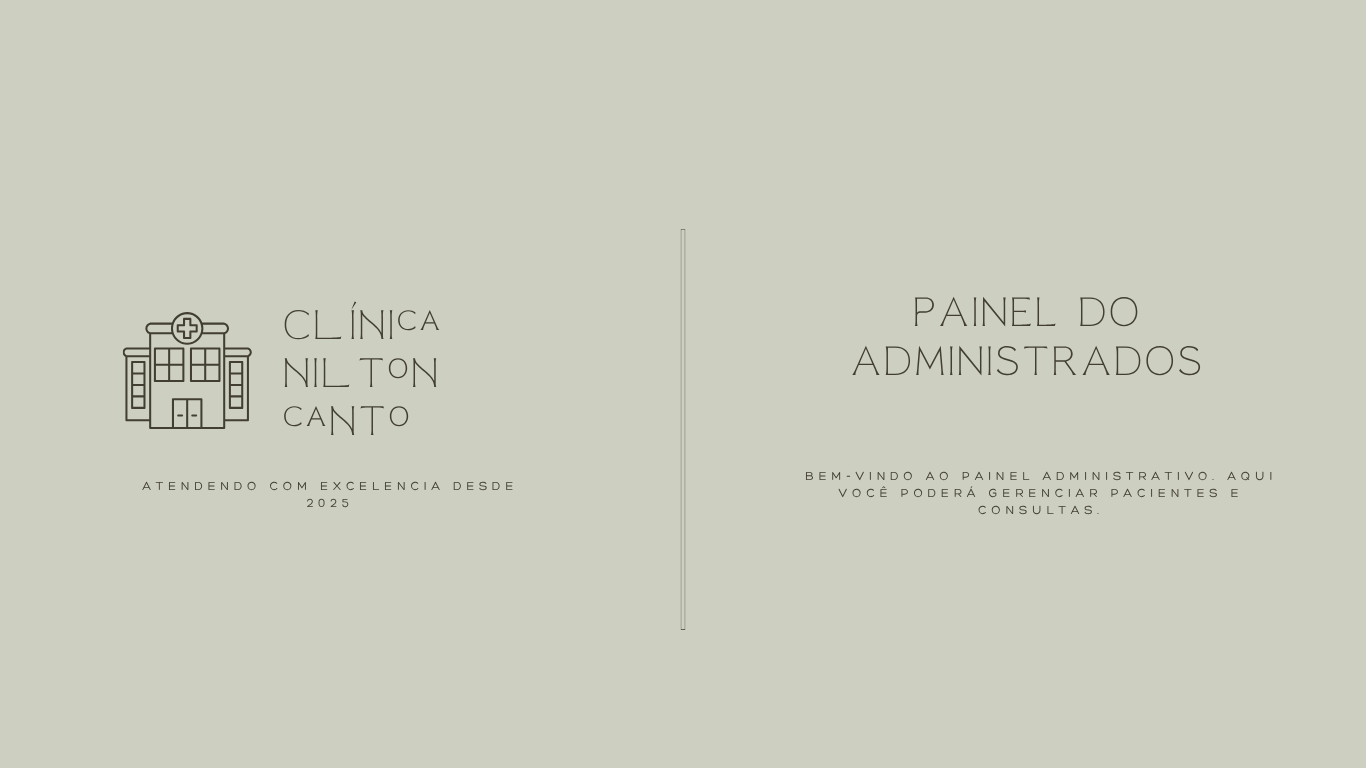 CLÍNICA
NILTON
CANTO
ATENDENDO COM EXCELENCIA DESDE
2025
PAINEL DO
ADMINISTRADOS
BEM-VINDO AO PAINEL ADMINISTRATIVO. AQUI
VOCÊ PODERÁ GERENCIAR PACIENTES E
CONSULTAS.